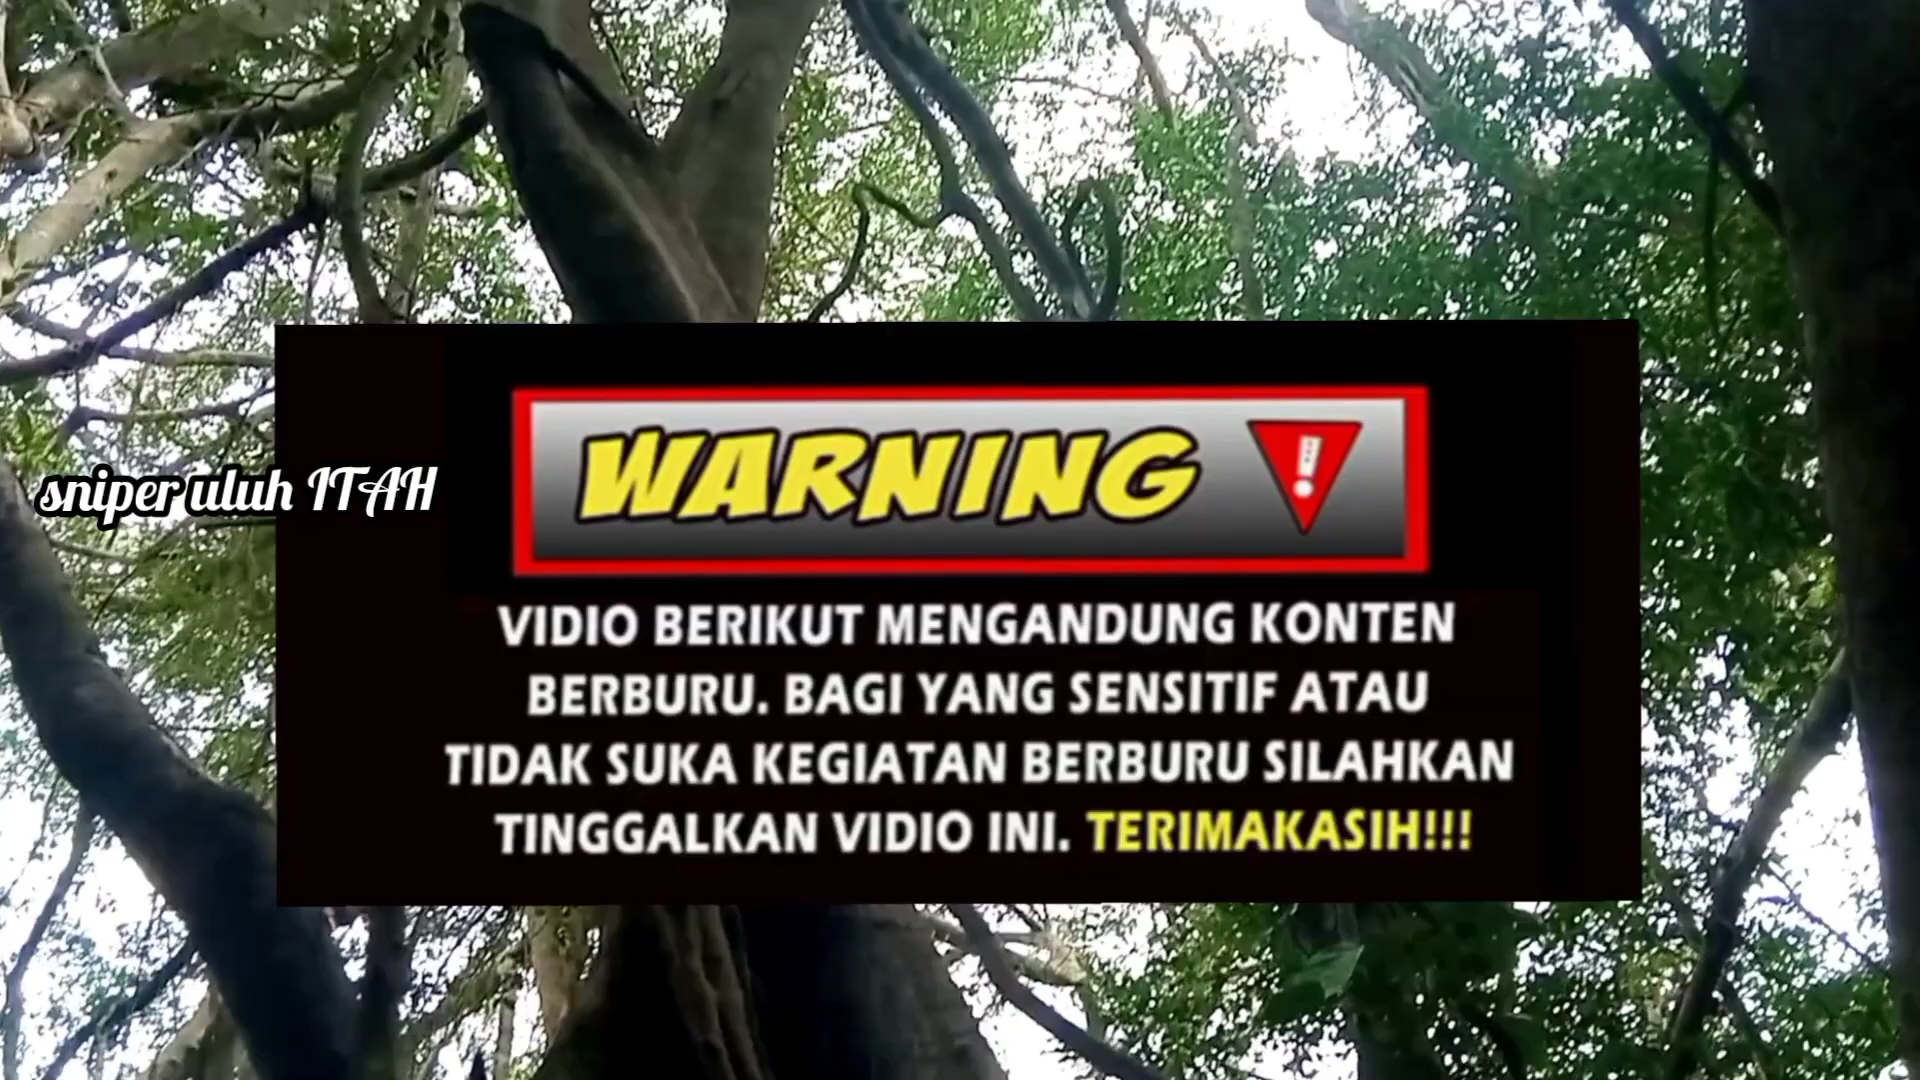 sniper uluh ITAH
WARNING !
VIDIO BERIKUT MENGANDUNG KONTEN
BERBURU. BAGI YANG SENSITIF ATAU
TIDAK SUKA KEGIATAN BERBURU SILAHKAN
TINGGALKAN VIDIO INI. TERIMAKASIH!!!